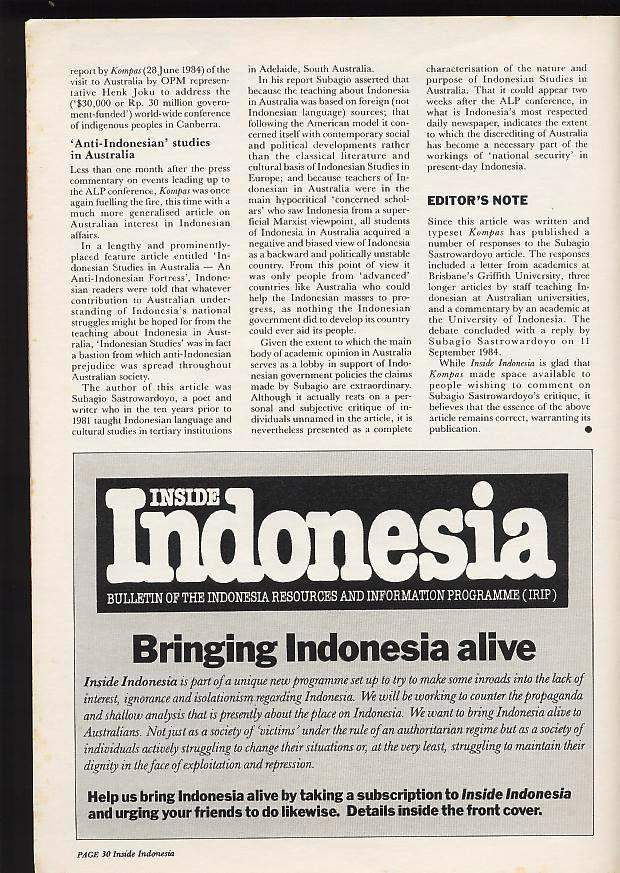 report by Kompas (28 June 1984) of the
visit to Australia by OPM represen-
tative Henk Joku to address the
('$30,000 or Rp. 30 million govern-
ment-funded') world-wide conference
of indigenous peoples in Canberra.
'Anti-Indonesian' studies
in Australia
Less than one month after the press
commentary on events leading up to
the ALP conference, Kompas was once
again fuelling the fire, this time with a
much more generalised article on
Australian interest in Indonesian
affairs.
In a lengthy and prominently-
placed feature article entitled 'In-
donesian Studies in Australia — An
Anti-Indonesian Fortress', Indone-
sian readers were told that whatever
contribution to Australian under-
standing of Indonesia's national
struggles might be hoped for from the
teaching about Indonesia in Aust-
ralia, 'Indonesian Studies' was in fact
a bastion from which anti-Indonesian
prejudice was spread throughout
Australian society.
The author of this article was
Subagio Sastrowardoyo, a poet and
writer who in the ten years prior to
1981 taught Indonesian language and
cultural studies in tertiary institutions
in Adelaide, South Australia.
In his report Subagio asserted that
because the teaching about Indonesia
in Australia was based on foreign (not
Indonesian language) sources; that
following the American model it con-
cerned itself with contemporary social
and political developments rather
than the classical literature and
cultural basis of Indonesian Studies in
Europe; and because teachers of In-
donesian in Australia were in the
main hypocritical 'concerned schol-
ars' who saw Indonesia from a super-
ficial Marxist viewpoint, all students
of Indonesia in Australia acquired a
negative and biased view of Indonesia
as a backward and politically unstable
country. From this point of view it
was only people from 'advanced'
countries like Australia who could
help the Indonesian masses to pro-
gress, as nothing the Indonesian
government did to develop its country
could ever aid its people.
Given the extent to which the main
body of academic opinion in Australia
serves as a lobby in support of Indo-
nesian government policies the claims
made by Subagio are extraordinary.
Although it actually rests on a per-
sonal and subjective critique of in-
dividuals unnamed in the article, it is
nevertheless presented as a complete
characterisation of the nature and
purpose of Indonesian Studies in
Australia. That it could appear two
weeks after the ALP conference, in
what is Indonesia's most respected
daily newspaper, indicates the extent
to which the discrediting of Australia
has become a necessary part of the
workings of 'national security' in
present-day Indonesia.
EDITOR'S NOTE
Since this article was written and
typeset Kompas has published a
number of responses to the Subagio
Sastrowardoyo article. The responses
included a letter from academics at
Brisbane's Griffith University, three
longer articles by staff teaching In-
donesian at Australian universities,
and a commentary by an academic at
the University of Indonesia. The
debate concluded with a reply by
Subagio Sastrowardoyo on 11
September 1984.
While Inside Indonesia is glad that
Kompas made space available to
people wishing to comment on
Subagio Sastrowardoyo's critique, it
believes that the essence of the above
article remains correct, warranting its
publication.
INSIDE
Indonesia
BULLETIN OF THE INDONESIA RESOURCES AND INFORMATION PROGRAMME (IRIP)
Bringing Indonesia alive
Inside Indonesia is part of a unique new programme set up to try to make some inroads into the lack of
interest, ignorance and isolationism regarding Indonesia. We will be working to counter the propaganda
and shallow analysis that is presently about the place on Indonesia. We want to bring Indonesia alive to
Australians. Not just as a society of 'victims' under the rule of an authoritarian regime but as a society of
individuals actively struggling to change their situations or, at the very least, struggling to maintain their
dignity in the face of exploitation and repression.
Help us bring Indonesia alive by taking a subscription to Inside Indonesia
and urging your friends to do likewise. Details inside the front cover.
PAGE 30 Inside Indonesia